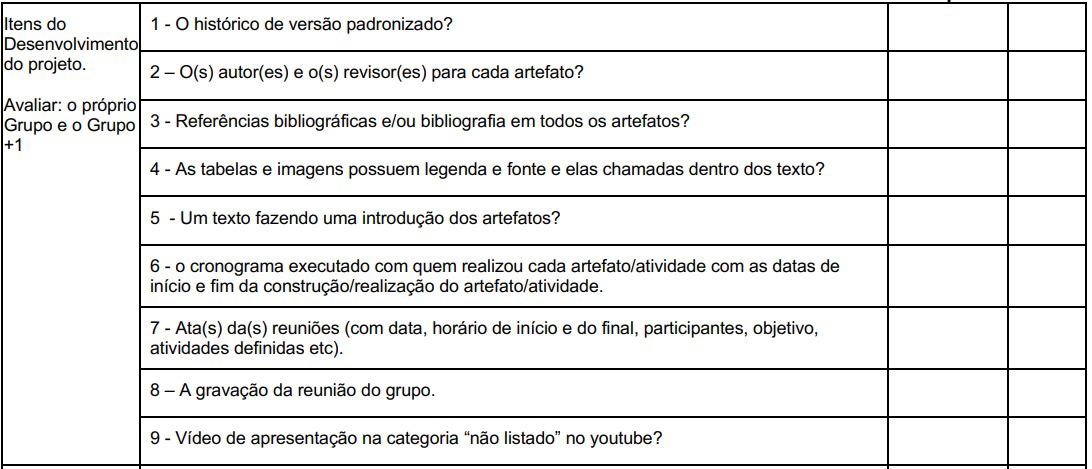 Itens do
Desenvolvimento
do projeto.
Avaliar: o próprio
Grupo e o Grupo
+1
1 - O histórico de versão padronizado?
2 – O(s) autor(es) e o(s) revisor(es) para cada artefato?
3 - Referências bibliográficas e/ou bibliografia em todos os artefatos?
4 - As tabelas e imagens possuem legenda e fonte e elas chamadas dentro dos texto?
5 - Um texto fazendo uma introdução dos artefatos?
6 - o cronograma executado com quem realizou cada artefato/atividade com as datas de
início e fim da construção/realização do artefato/atividade.
7 - Ata(s) da(s) reuniões (com data, horário de início e do final, participantes, objetivo,
atividades definidas etc).
8 – A gravação da reunião do grupo.
9 - Vídeo de apresentação na categoria “não listado” no youtube?